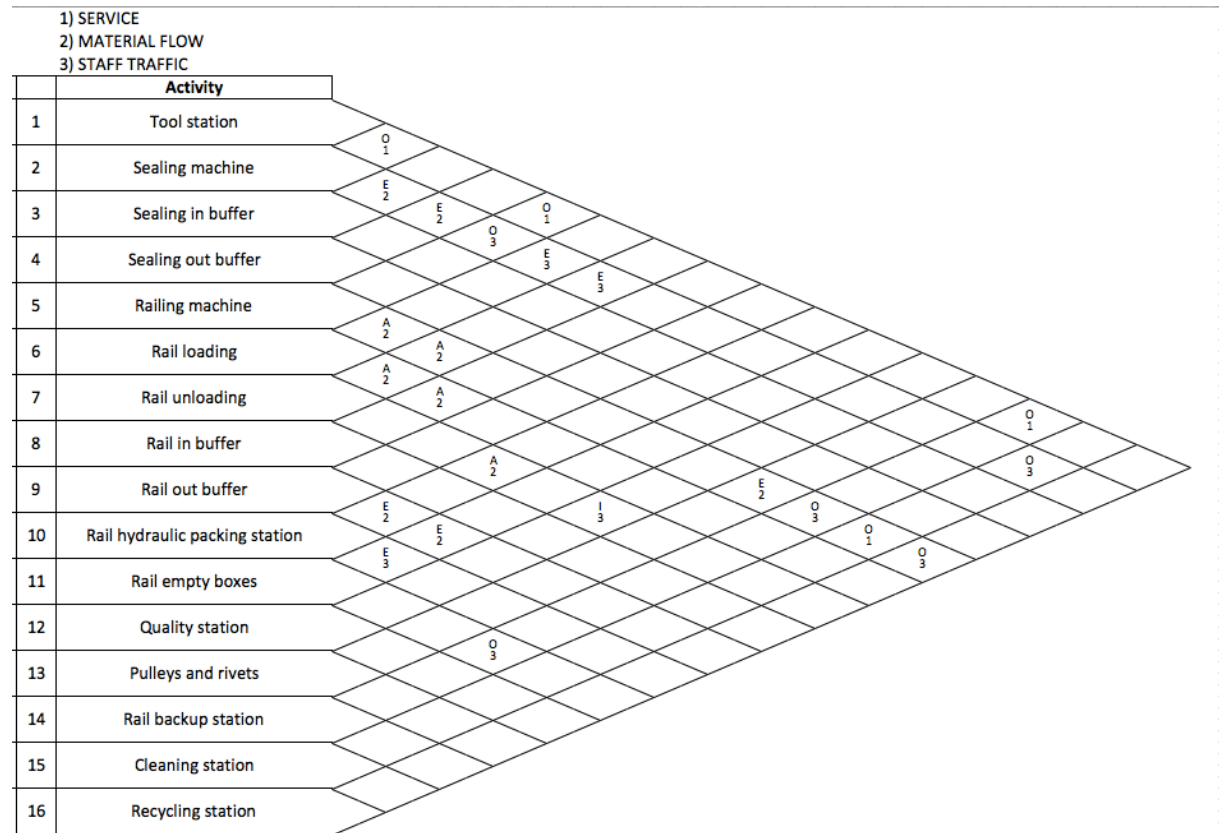 1) SERVICE
2) MATERIAL FLOW
3) STAFF TRAFFIC
Activity
1 Tool station
O
1
2 Sealing machine
E
2
E
2
O
1
3 Sealing in buffer
O
3
4 Sealing out buffer
E
3
E
3
5 Railing machine
A
2
A
2
6 Rail loading
A
2
A
2
7 Rail unloading
O
1
8 Rail in buffer
A
2
O
3
9 Rail out buffer
E
2
E
2
I
3
O
3
10 Rail hydraulic packing station
E
2
O
1
E
3
O
3
11 Rail empty boxes
12 Quality station
O
3
13 Pulleys and rivets
14 Rail backup station
15 Cleaning station
16 Recycling station